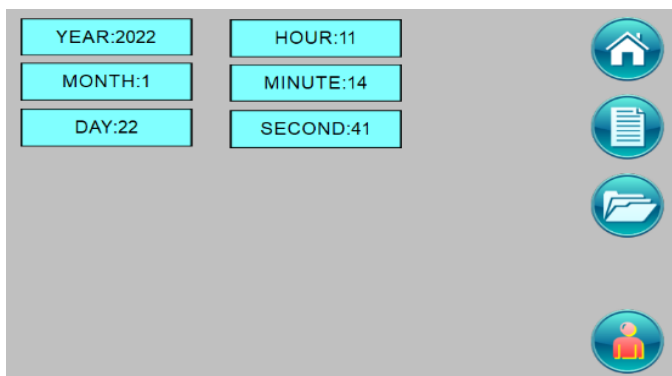 YEAR:2022
HOUR:11
MONTH:1
MINUTE:14
DAY:22
SECOND:41